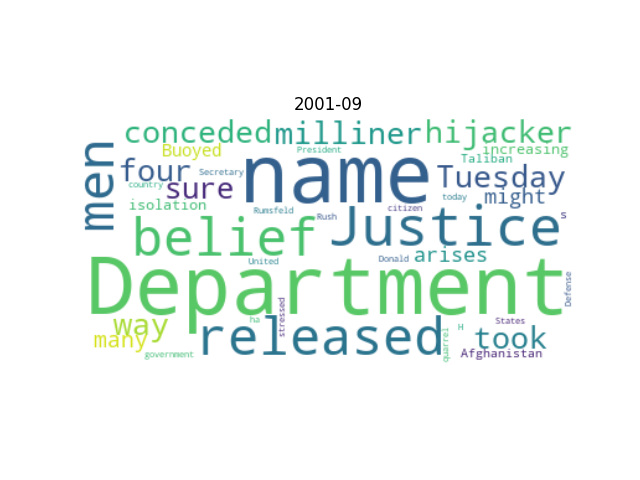 2001-09
conceded milliner hijacker
Buoyed President increasing
men four Secretary name Taliban Tuesday
country sure might
isolation Rumsfeld Rush citizen today s
belief Justice
United Donald arises
Department Defense
way ha stressed H States
many released quarrel took
government Afghanistan